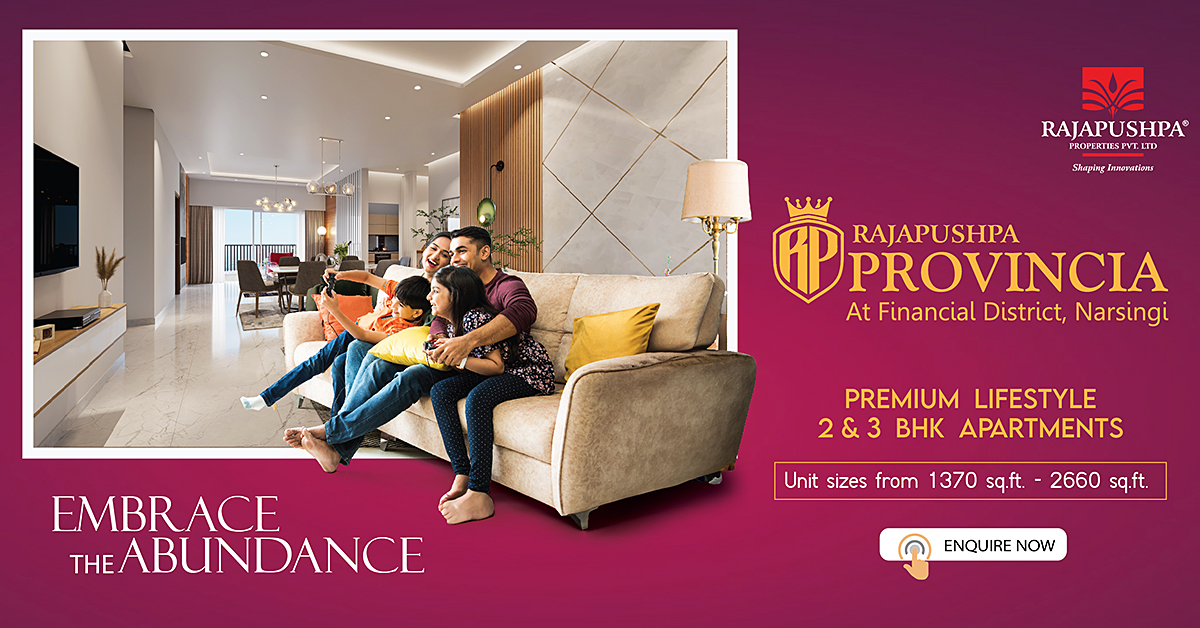 RAJAPUSHPA®
PROPERTIES PVT. LTD
Shaping Innovations
RP
RAJAPUSHPA
PROVINCIA
At Financial District, Narsingi
PREMIUM LIFESTYLE
2 & 3 BHK APARTMENTS
Unit sizes from 1370 sq.ft. - 2660 sq.ft.
ENQUIRE NOW
EMBRACE
THE ABUNDANCE